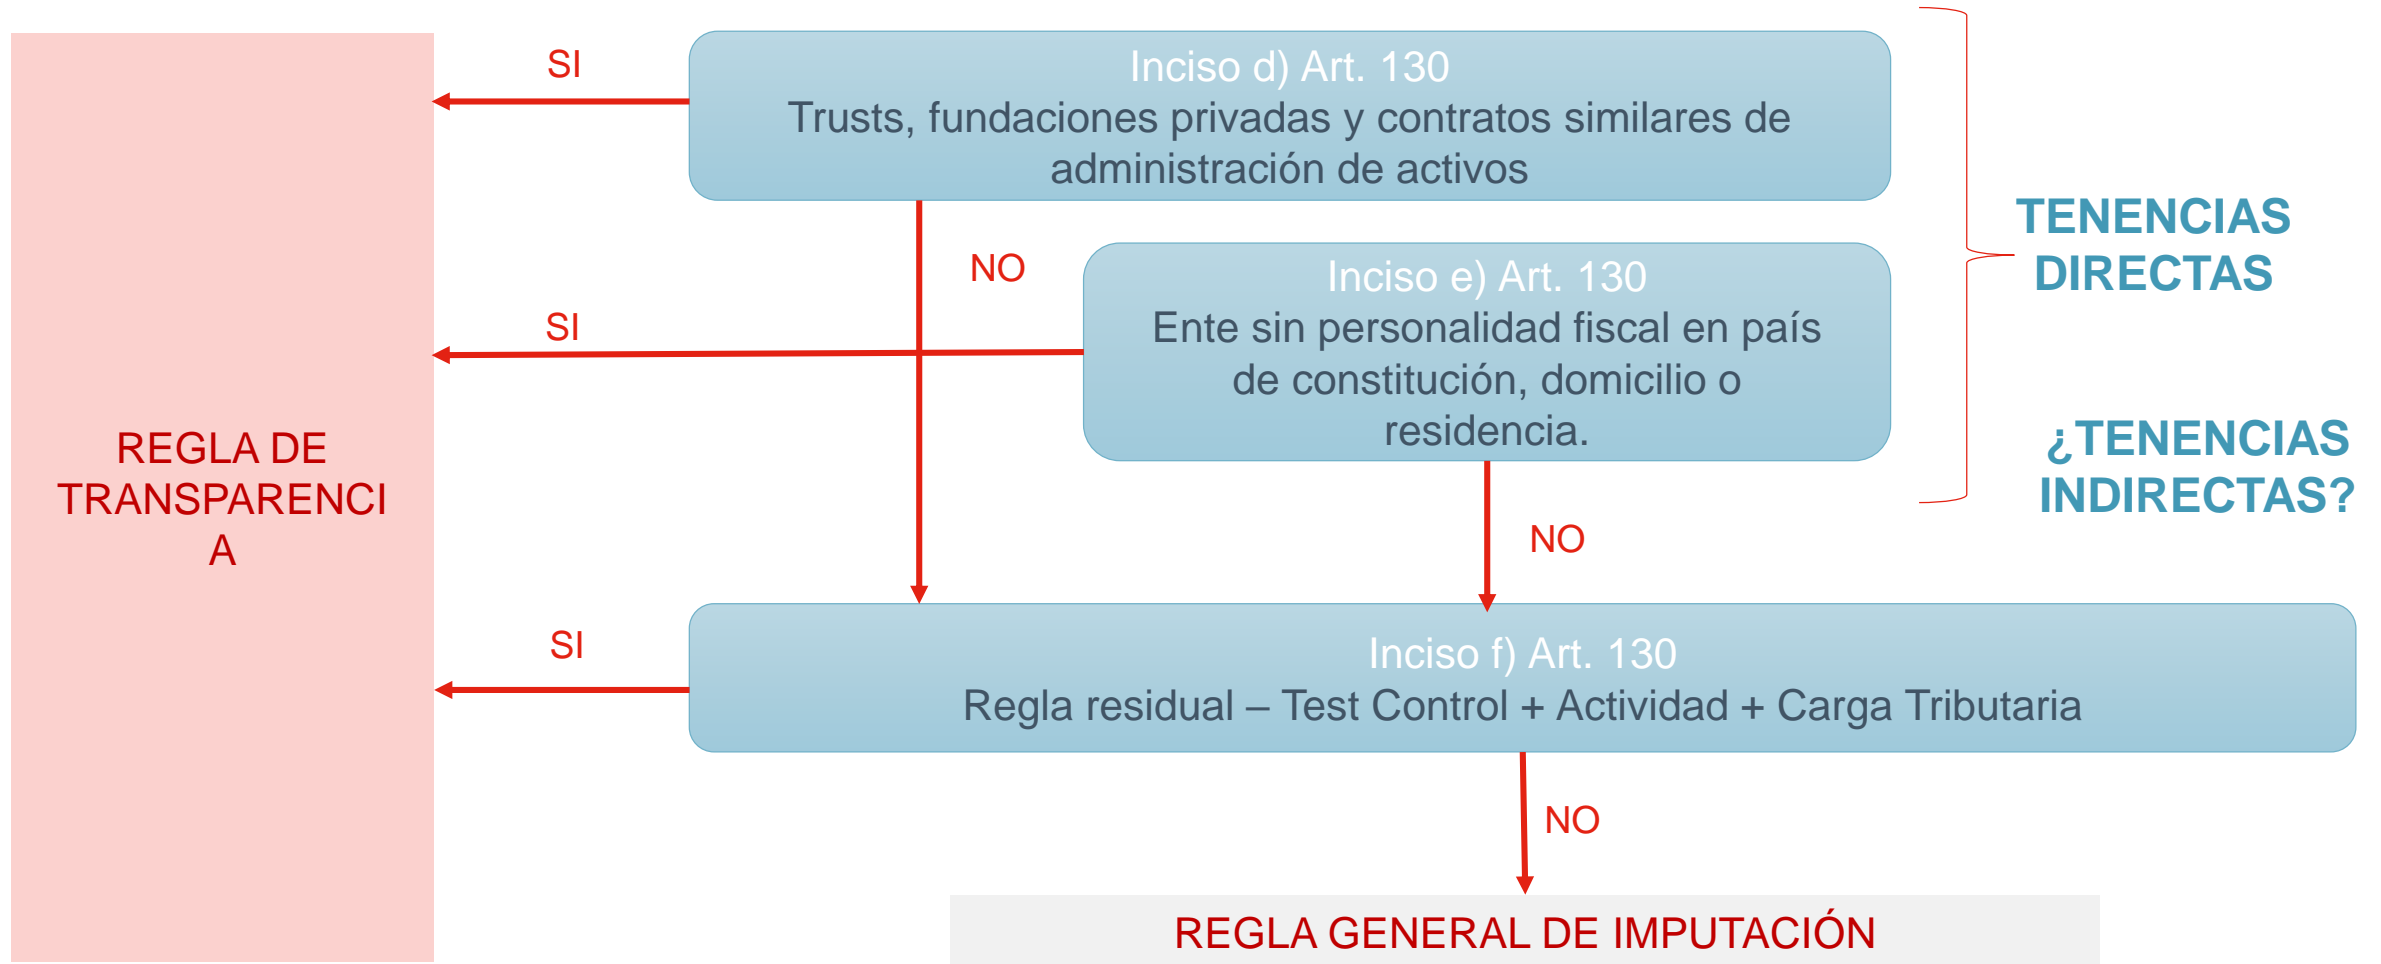 SI
Inciso d) Art. 130
Trusts, fundaciones privadas y contratos similares de
administración de activos
TENENCIAS
DIRECTAS
NO
Inciso e) Art. 130
Ente sin personalidad fiscal en país
de constitución, domicilio o
residencia.
SI
¿TENENCIAS
INDIRECTAS?
REGLA DE
TRANSPARENCI
A
NO
SI
Inciso f) Art. 130
Regla residual – Test Control + Actividad + Carga Tributaria
NO
REGLA GENERAL DE IMPUTACIÓN